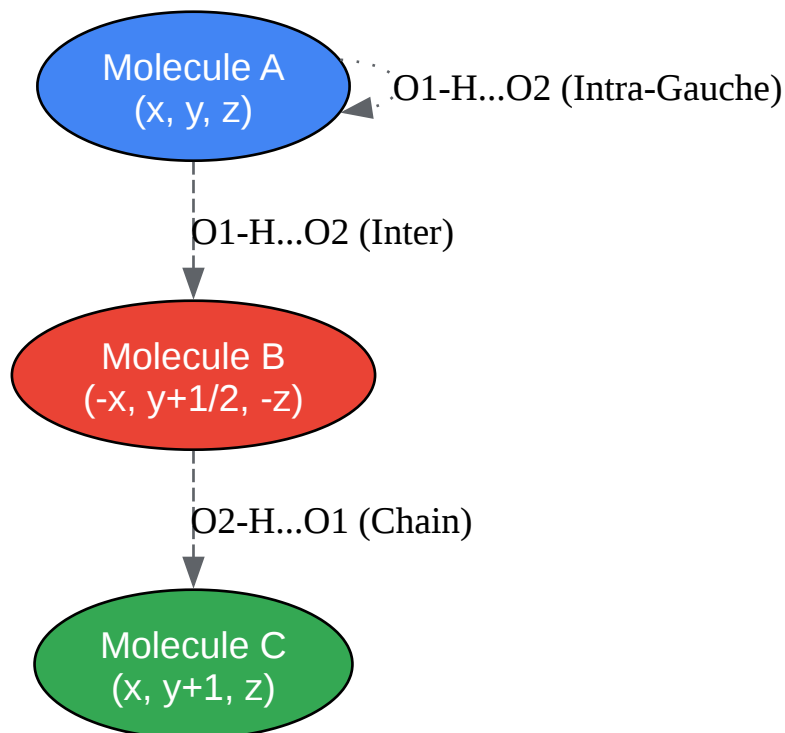 Molecule A
(x, y, z)
O1-H...O2 (Intra-Gauche)
O1-H...O2 (Inter)
Molecule B
(-x, y+1/2, -z)
O2-H...O1 (Chain)
Molecule C
(x, y+1, z)